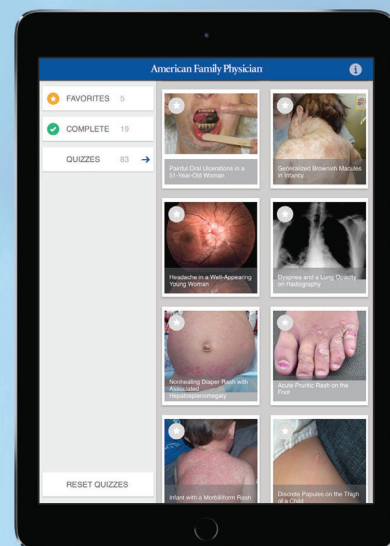 American Family Physician
i
FAVORITES 5
COMPLETE 19
QUIZZES 83
RESET QUIZZES
Painful Oral Ulcerations in a
51-Year-Old Woman
Generalized Brownish Macules
in Infancy
Headache in a Well-Appearing
Young Woman
Dyspnea and a Lung Opacity
on Radiography
Nonhealing Diaper Rash with
Associated
Hepatosplenomegaly
Acute Pruritic Rash on the
Foot
Infant with a Morbilliform Rash
Discrete Papules on the Thigh
of a Child